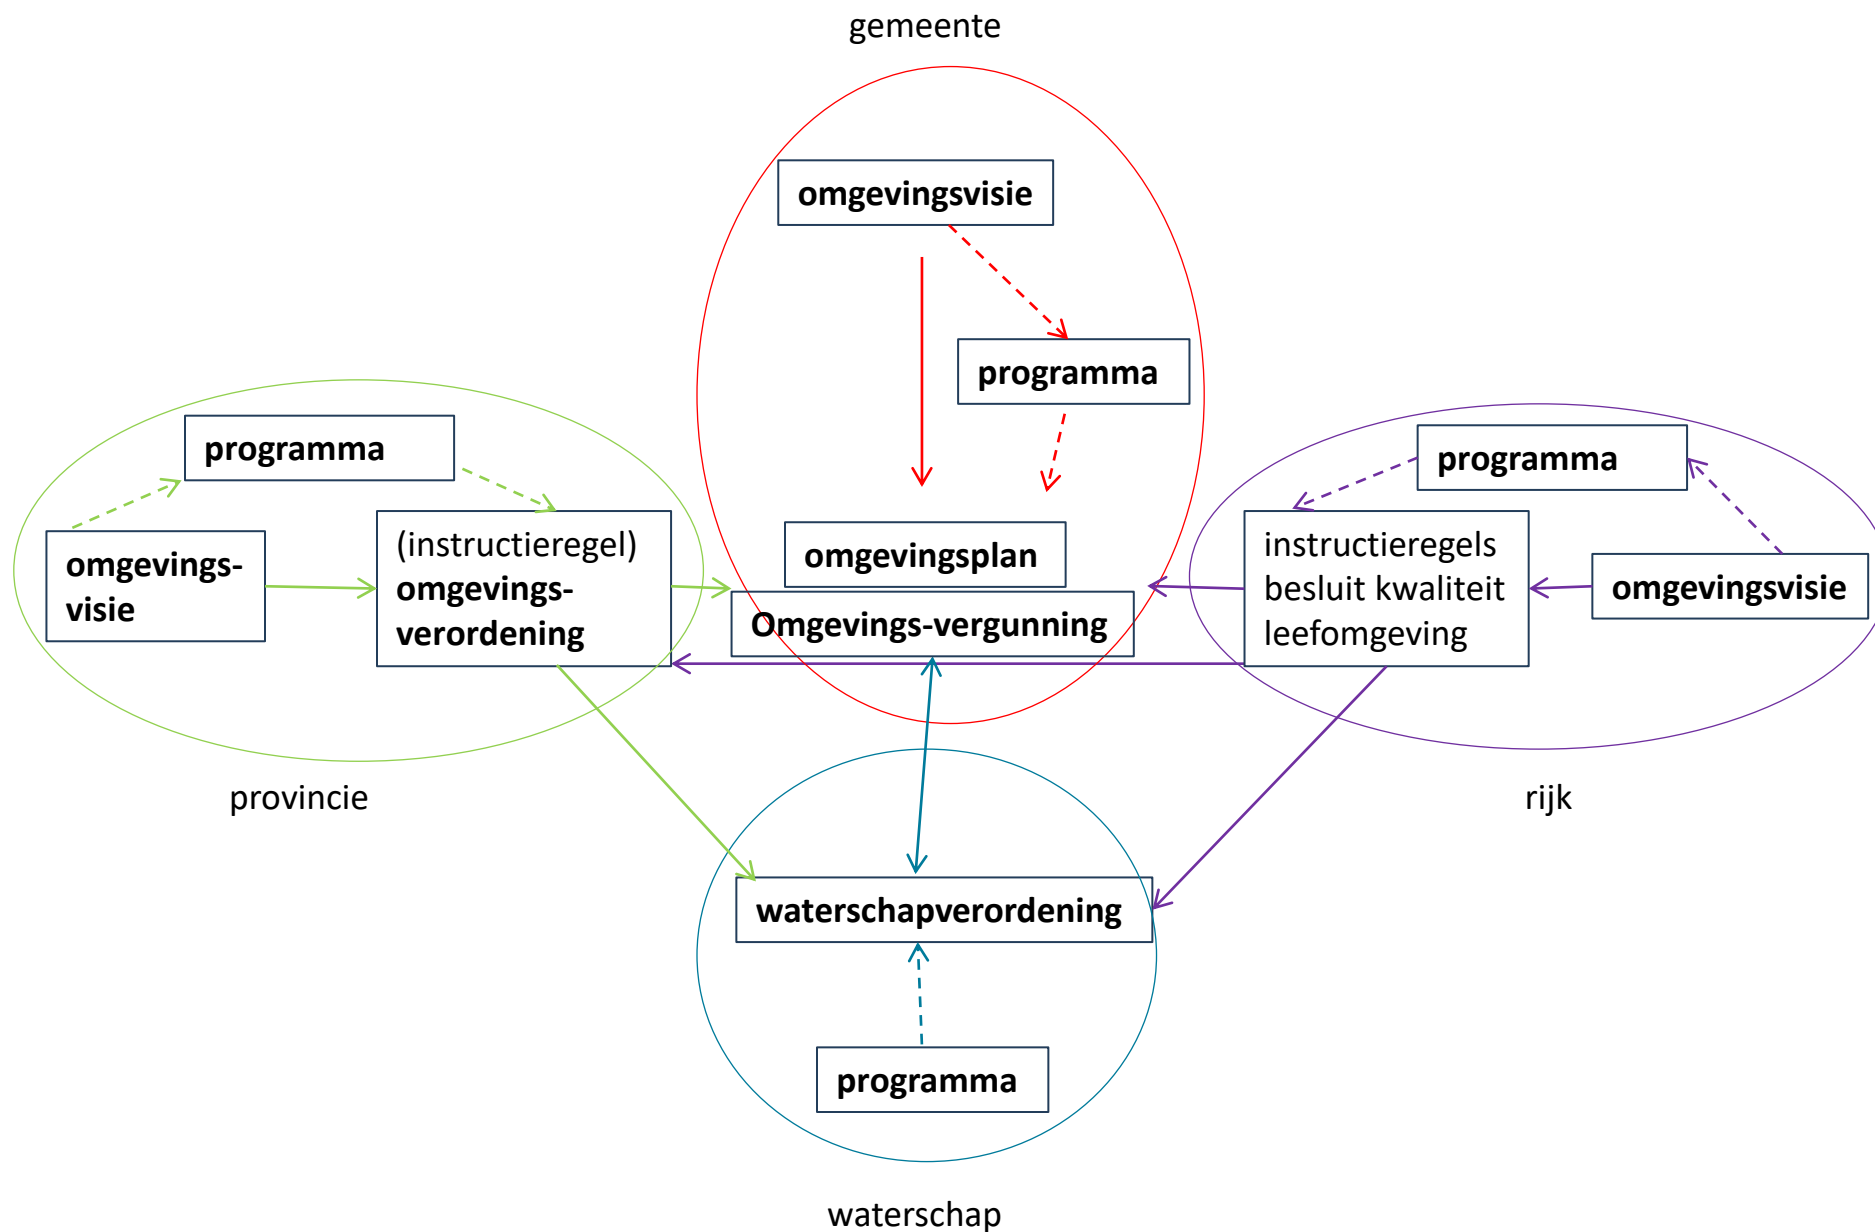 gemeente
omgevingsvisie
programma
programma
omgevings-
visie
(instructieregel)
omgevings-
verordening
provincie
omgevingsplan
Omgevings-vergunning
programma
instructieregels
besluit kwaliteit
leefomgeving
omgevingsvisie
rijk
waterschapverordening
programma
waterschap